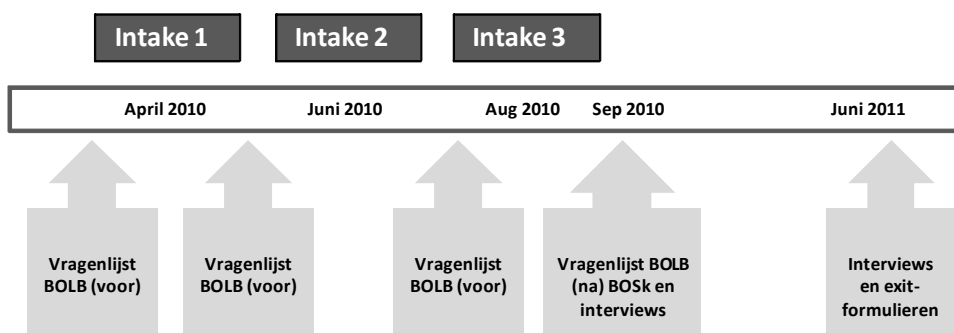 Intake 1
Intake 2
Intake 3
April 2010
Juni 2010
Aug 2010
Sep 2010
Juni 2011
Vragenlijst
BOLB (voor)
Vragenlijst
BOLB (voor)
Vragenlijst
BOLB (voor)
Vragenlijst BOLB
(na) BOSk en
interviews
Interviews
en exit-
formulieren